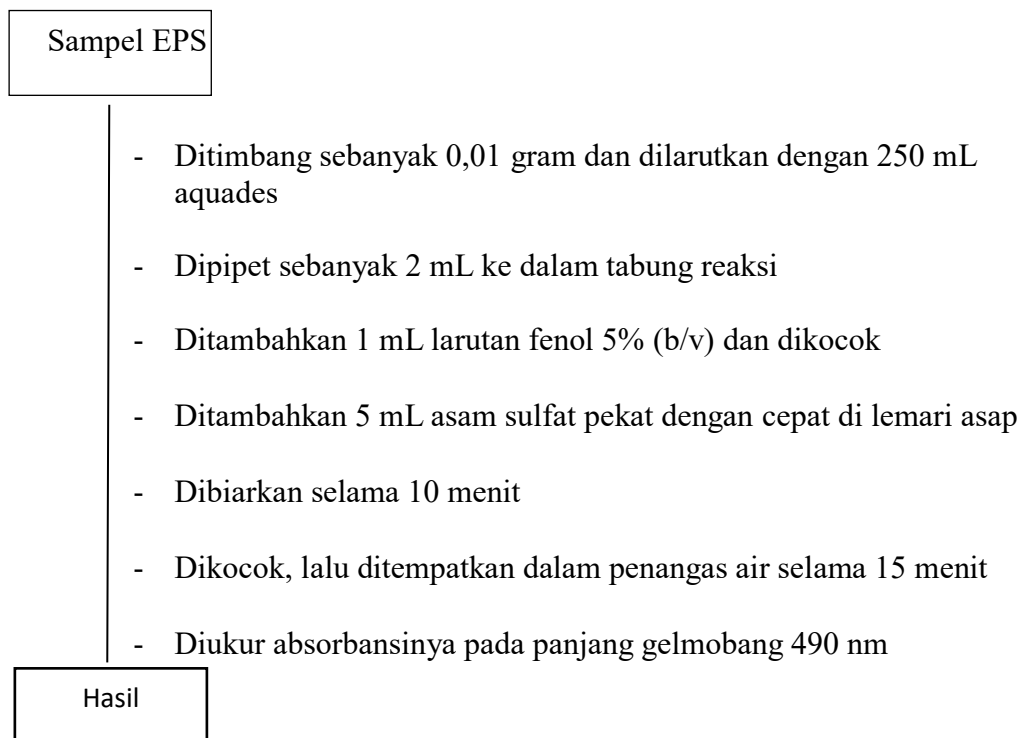 Sampel EPS
- Ditimbang sebanyak 0,01 gram dan dilarutkan dengan 250 mL
aquades
- Dipipet sebanyak 2 mL ke dalam tabung reaksi
- Ditambahkan 1 mL larutan fenol 5% (b/v) dan dikocok
- Ditambahkan 5 mL asam sulfat pekat dengan cepat di lemari asap
- Dibiarkan selama 10 menit
- Dikocok, lalu ditempatkan dalam penangas air selama 15 menit
- Diukur absorbansinya pada panjang gelmobang 490 nm
Hasil